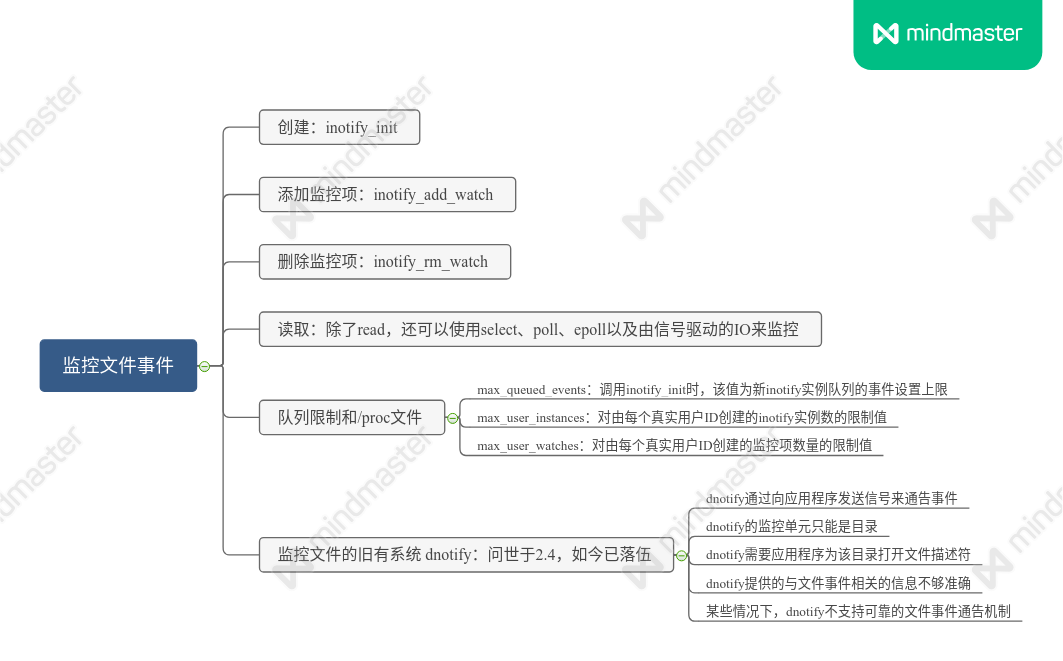 mindmaster
创建：inotify_init
添加监控项：inotify_add_watch
删除监控项：inotify_rm_watch
读取：除了read，还可以使用select、poll、epoll以及由信号驱动的IO来监控
监控文件事件
队列限制和/proc文件
max_queued_events：调用inotify_init时，该值为新inotify实例队列的事件设置上限
max_user_instances：对由每个真实用户ID创建的inotify实例数的限制值
max_user_watches：对由每个真实用户ID创建的监控项数量的限制值
监控文件的旧有系统 dnotify：问世于2.4，如今已落伍
dnotify通过向应用程序发送信号来通告事件
dnotify的监控单元只能是目录
dnotify需要应用程序为该目录打开文件描述符
dnotify提供的与文件事件相关的信息不够准确
某些情况下，dnotify不支持可靠的文件事件通告机制
mindmaster
mindmaster
mindmaster
mindmaster